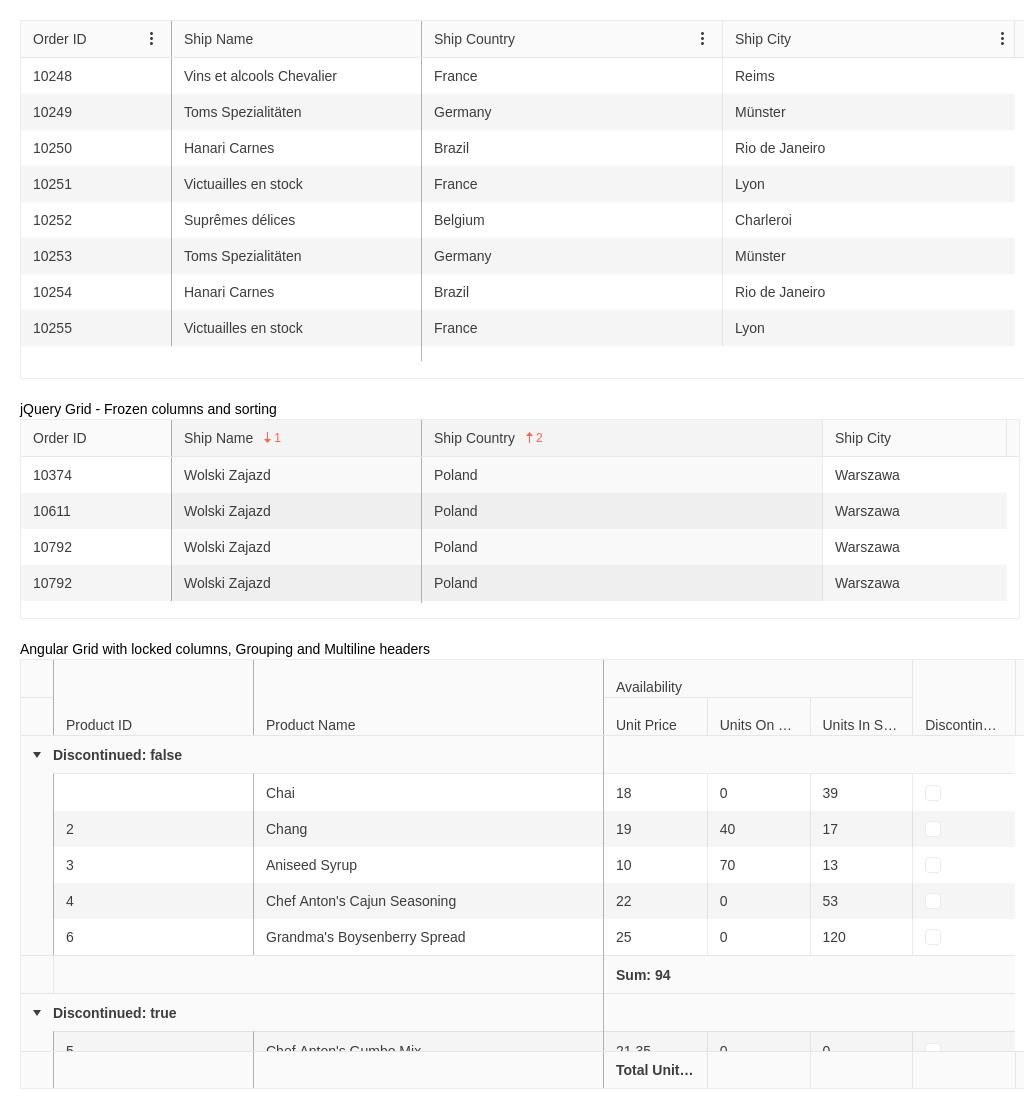 Order ID Ship Name Ship Country Ship City
10248 Vins et alcools Chevalier France Reims
10249 Toms Spezialitäten Germany Münster
10250 Hanari Carnes Brazil Rio de Janeiro
10251 Victuailles en stock France Lyon
10252 Suprêmes délices Belgium Charleroi
10253 Toms Spezialitäten Germany Münster
10254 Hanari Carnes Brazil Rio de Janeiro
10255 Victuailles en stock France Lyon
jQuery Grid - Frozen columns and sorting
Order ID Ship Name 1 Ship Country 2 Ship City
10374 Wolski Zajazd Poland Warszawa
10611 Wolski Zajazd Poland Warszawa
10792 Wolski Zajazd Poland Warszawa
10792 Wolski Zajazd Poland Warszawa
Angular Grid with locked columns, Grouping and Multiline headers
Availability
Product ID Product Name Unit Price Units On ... Units In S... Discontin...
Discontinued: false
Chai 18 0 39
2 Chang 19 40 17
3 Aniseed Syrup 10 70 13
4 Chef Anton's Cajun Seasoning 22 0 53
6 Grandma's Boysenberry Spread 25 0 120
Sum: 94
Discontinued: true
5 Chef Anton's Gumbo Mix 21.35 0 0
Total Unit...